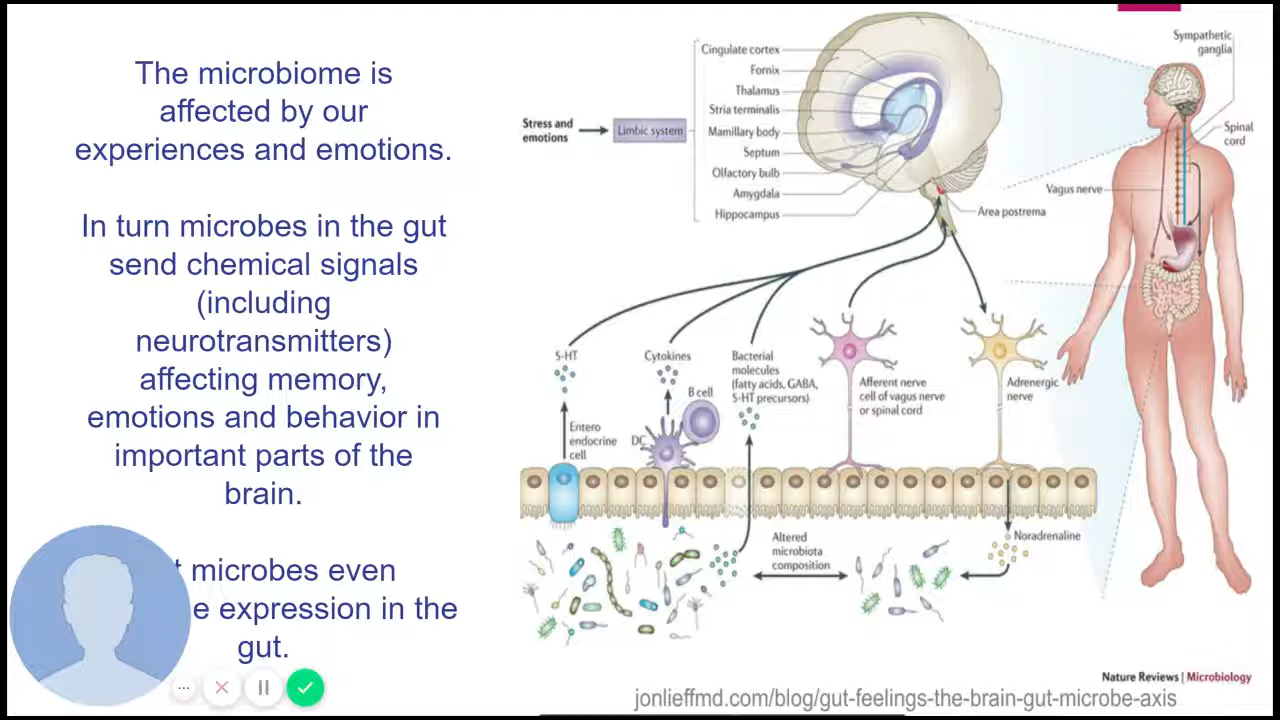 The microbiome is
affected by our
experiences and emotions.
In turn microbes in the gut
send chemical signals
(including
neurotransmitters)
affecting memory,
emotions and behavior in
important parts of the
brain.
microbes even
expression in the
gut.
Stress and
emotions
Limbic system
Cingulate cortex
Fornix
Thalamus
Stria terminalis
Mamillary body
Septum
Olfactory bulb
Amygdala
Hippocampus
Area postrema
Sympathetic
ganglia
Spinal
cord
Vagus nerve
5-HT
Cytokines
Bacterial
molecules
(fatty acids, GABA,
5-HT precursors)
B cell
DC
Entero
endocrine
cell
Afferent nerve
cell of vagus nerve
or spinal cord
Adrenergic
nerve
Altered
microbiota
composition
Noradrenaline
Nature Reviews | Microbiology
jonlieffmd.com/blog/gut-feelings-the-brain-gut-microbe-axis